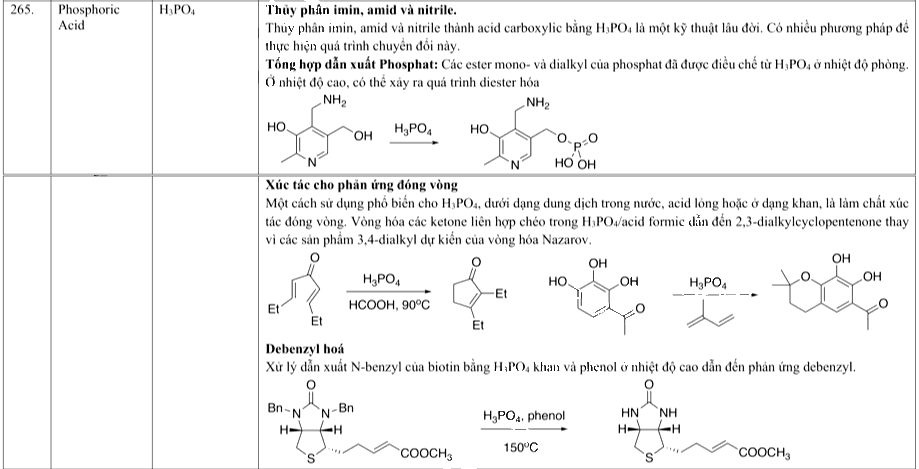 265. Phosphoric Acid H₃PO₄ Thủy phân imin, amid và nitrile.
Thủy phân imin, amid và nitrile thành acid carboxylic bằng H₃PO₄ là một kỹ thuật lâu đời. Có nhiều phương pháp để
thực hiện quá trình chuyển đổi này.
Tổng hợp dẫn xuất Phosphat: Các ester mono- và dialkyl của phosphat đã được điều chế từ H₃PO₄ ở nhiệt độ phòng.
Ở nhiệt độ cao, có thể xảy ra quá trình diester hóa
NH₂ NH₂
HO OH H₃PO₄ HO O O
P
N N HO OH
Xúc tác cho phản ứng đóng vòng
Một cách sử dụng phổ biến cho H₃PO₄, dưới dạng dung dịch trong nước, acid lỏng hoặc ở dạng khan, là làm chất xúc
tác đóng vòng. Vòng hóa các ketone liên hợp chéo trong H₃PO₄/acid formic dẫn đến 2,3-dialkylcyclopentenone thay
vì các sản phẩm 3,4-dialkyl dự kiến của vòng hóa Nazarov.
O O OH OH
H₃PO₄ HO OH H₃PO₄ O OH
Et HCOOH, 90°C Et O O
Et Et
Debenzyl hoá
Xử lý dẫn xuất N-benzyl của biotin bằng H₃PO₄ khan và phenol ở nhiệt độ cao dẫn đến phản ứng debenzyl.
O O
Bn N N Bn H₃PO₄, phenol HN NH
H H 150°C H H
S COOCH₃ S COOCH₃